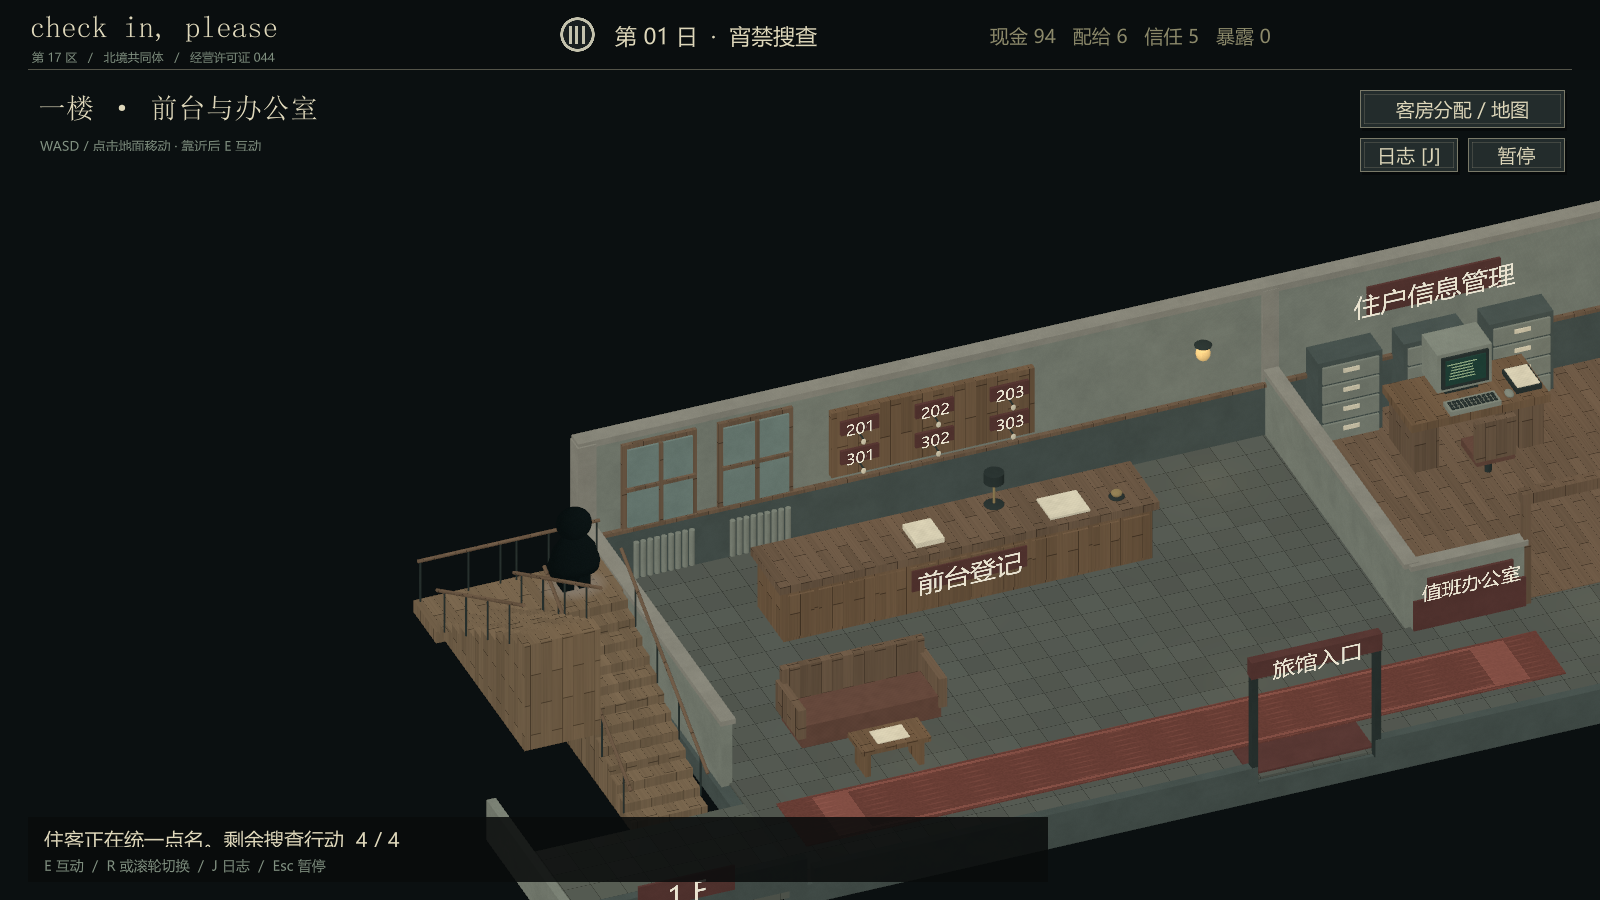 check in, please
第 17 区 / 北境共同体 / 经营许可证 044
第 01 日 · 宵禁搜查
现金 94 配给 6 信任 5 暴露 0
一楼 · 前台与办公室
WASD / 点击地面移动 · 靠近后 E 互动
客房分配 / 地图
日志 [J]
暂停
住户信息管理
201
202
203
301
302
303
前台登记
值班办公室
旅馆入口
住客正在统一点名。剩余搜查行动 4 / 4
E 互动 / R 或滚轮切换 / J 日志 / Esc 暂停